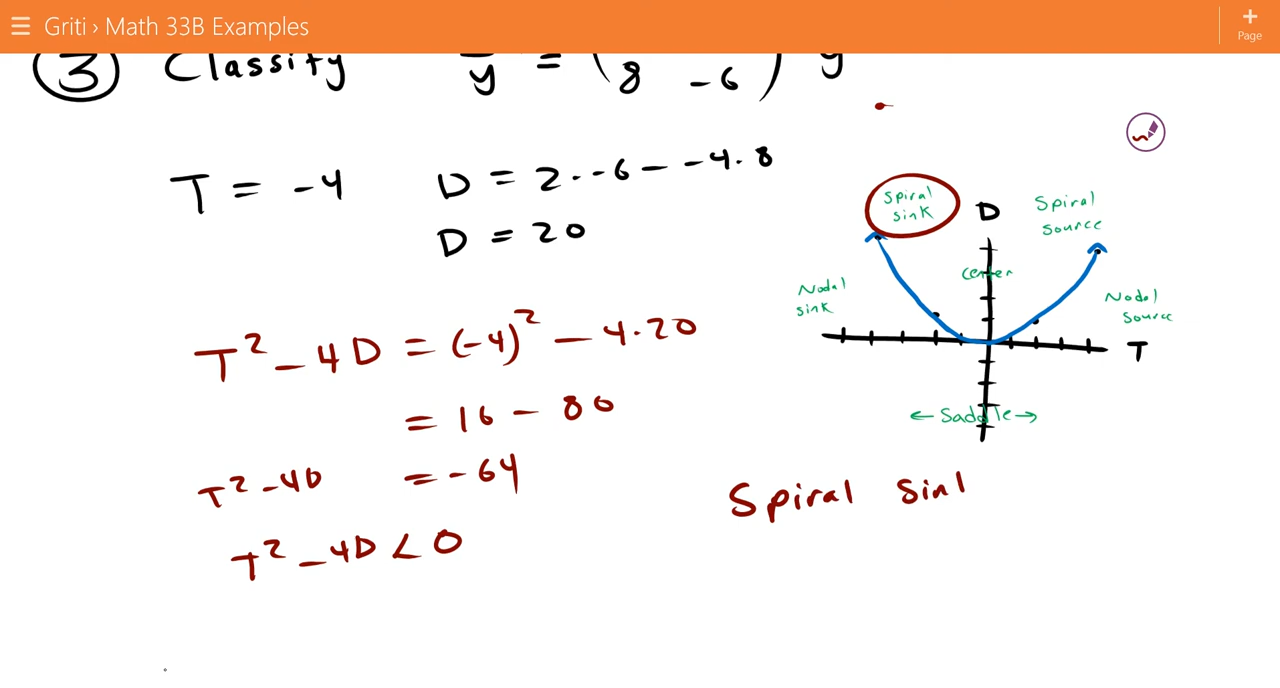 Griti › Math 33B Examples
Page
3 Classify y = ( 8 -6 ) y
T = -4
D = 2·-6 - -4·8
D = 20
T² - 4D = (-4)² - 4·20
= 16 - 80
T² - 4D = -64
T² - 4D < 0
Spiral sink
D
Spiral source
center
Nodal sink
Nodal source
T
← Saddle →
Spiral sinl